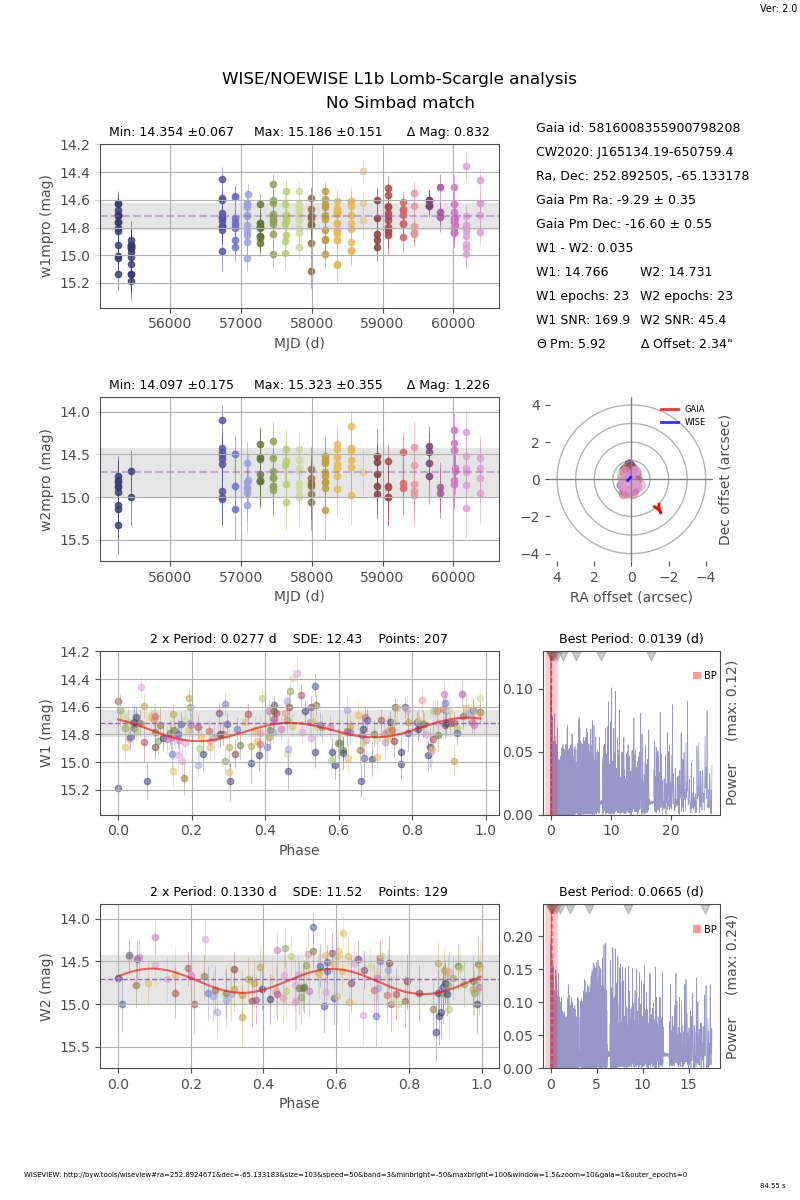 Ver: 2.0
WISE/NOEWISE L1b Lomb-Scargle analysis
No Simbad match
Min: 14.354 ±0.067 Max: 15.186 ±0.151 Δ Mag: 0.832
14.2
14.4
14.6
14.8
15.0
15.2
w1mpro (mag)
56000 57000 58000 59000 60000
MJD (d)
Gaia id: 5816008355900798208
CW2020: J165134.19-650759.4
Ra, Dec: 252.892505, -65.133178
Gaia Pm Ra: -9.29 ± 0.35
Gaia Pm Dec: -16.60 ± 0.55
W1 - W2: 0.035
W1: 14.766 W2: 14.731
W1 epochs: 23 W2 epochs: 23
W1 SNR: 169.9 W2 SNR: 45.4
Θ Pm: 5.92 Δ Offset: 2.34"
Min: 14.097 ±0.175 Max: 15.323 ±0.355 Δ Mag: 1.226
14.0
14.5
15.0
15.5
w2mpro (mag)
56000 57000 58000 59000 60000
MJD (d)
GAIA
WISE
4
2
0
−2
−4
4 2 0 −2 −4
RA offset (arcsec)
Dec offset (arcsec)
2 x Period: 0.0277 d SDE: 12.43 Points: 207
14.2
14.4
14.6
14.8
15.0
15.2
W1 (mag)
0.0 0.2 0.4 0.6 0.8 1.0
Phase
Best Period: 0.0139 (d)
BP
0.10
0.05
0.00
0 10 20
Power (max: 0.12)
2 x Period: 0.1330 d SDE: 11.52 Points: 129
14.0
14.5
15.0
15.5
W2 (mag)
0.0 0.2 0.4 0.6 0.8 1.0
Phase
Best Period: 0.0665 (d)
BP
0.20
0.15
0.10
0.05
0.00
0 5 10 15
Power (max: 0.24)
WISEVIEW: http://byw.tools/wiseview#ra=252.8924671&dec=-65.133183&size=103&speed=50&band=3&minbright=-50&maxbright=100&window=1.5&zoom=10&gaia=1&outer_epochs=0
84.55 s